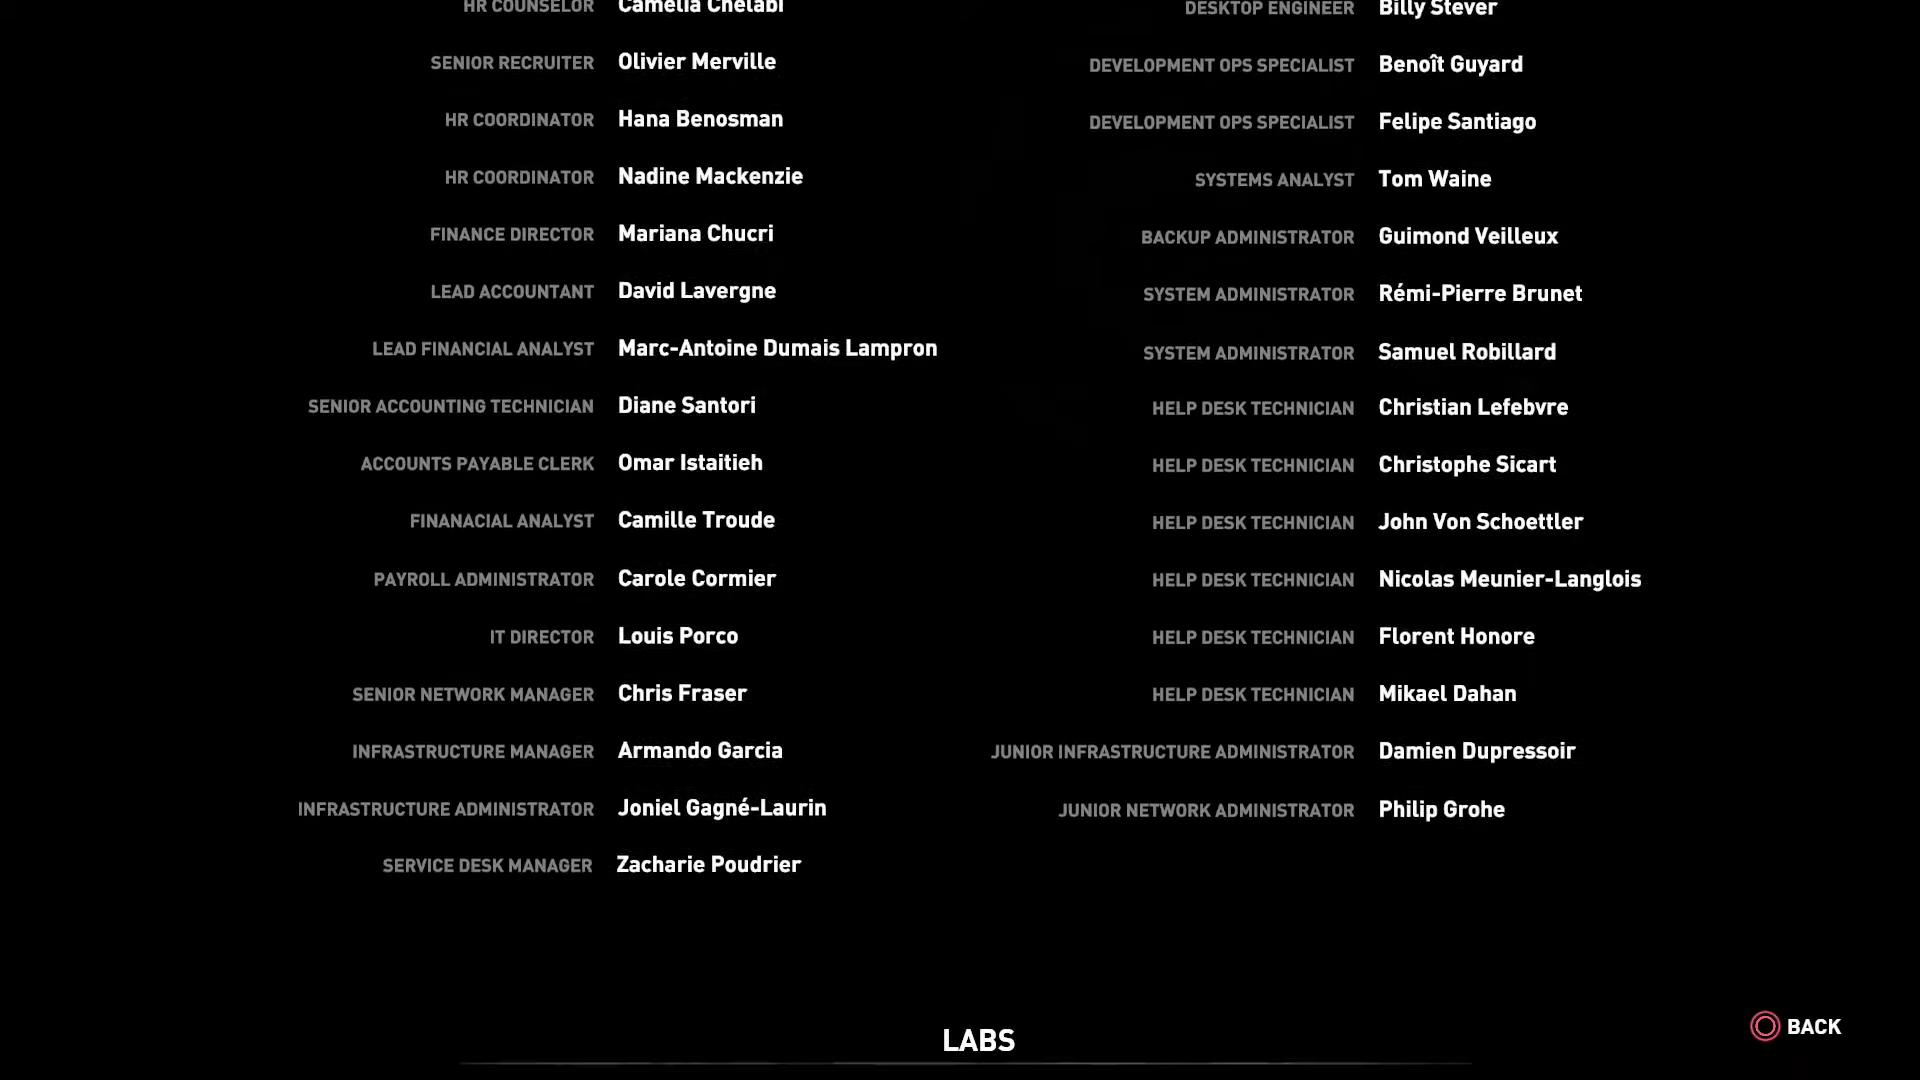 HR COUNSELOR Camelia Chelabi
SENIOR RECRUITER Olivier Merville
HR COORDINATOR Hana Benosman
HR COORDINATOR Nadine Mackenzie
FINANCE DIRECTOR Mariana Chucri
LEAD ACCOUNTANT David Lavergne
LEAD FINANCIAL ANALYST Marc-Antoine Dumais Lampron
SENIOR ACCOUNTING TECHNICIAN Diane Santori
ACCOUNTS PAYABLE CLERK Omar Istaitieh
FINANACIAL ANALYST Camille Troude
PAYROLL ADMINISTRATOR Carole Cormier
IT DIRECTOR Louis Porco
SENIOR NETWORK MANAGER Chris Fraser
INFRASTRUCTURE MANAGER Armando Garcia
INFRASTRUCTURE ADMINISTRATOR Joniel Gagné-Laurin
SERVICE DESK MANAGER Zacharie Poudrier
DESKTOP ENGINEER Billy Stever
DEVELOPMENT OPS SPECIALIST Benoît Guyard
DEVELOPMENT OPS SPECIALIST Felipe Santiago
SYSTEMS ANALYST Tom Waine
BACKUP ADMINISTRATOR Guimond Veilleux
SYSTEM ADMINISTRATOR Rémi-Pierre Brunet
SYSTEM ADMINISTRATOR Samuel Robillard
HELP DESK TECHNICIAN Christian Lefebvre
HELP DESK TECHNICIAN Christophe Sicart
HELP DESK TECHNICIAN John Von Schoettler
HELP DESK TECHNICIAN Nicolas Meunier-Langlois
HELP DESK TECHNICIAN Florent Honore
HELP DESK TECHNICIAN Mikael Dahan
JUNIOR INFRASTRUCTURE ADMINISTRATOR Damien Dupressoir
JUNIOR NETWORK ADMINISTRATOR Philip Grohe
BACK
LABS